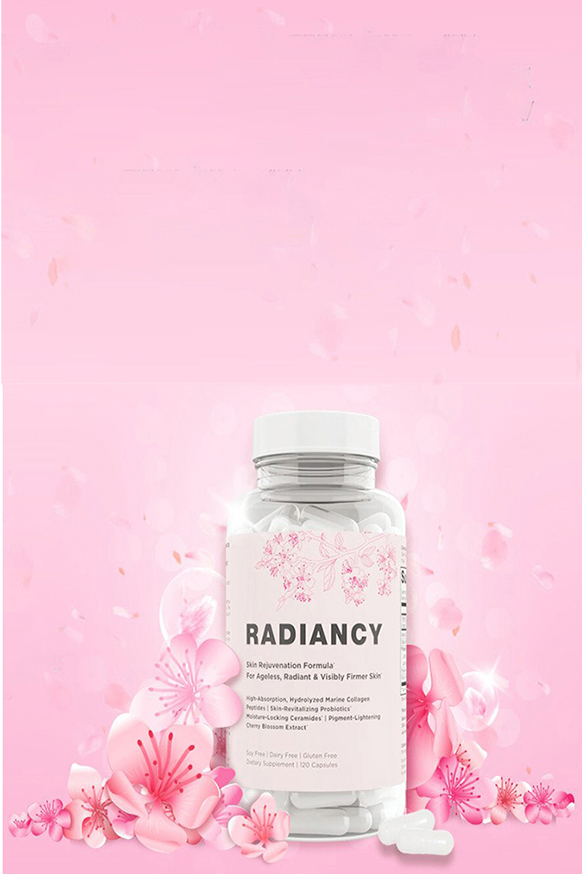 RADIANCY
Skin Rejuvenation Formula*
For Ageless, Radiant & Visibly Firmer Skin*
High-Absorption, Hydrolyzed Marine Collagen
Peptides | Skin-Revitalizing Probiotics*
Moisture-Locking Ceramides* | Pigment-Lightening
Cherry Blossom Extract*
Soy Free | Dairy Free | Gluten Free
Dietary Supplement | 120 Capsules